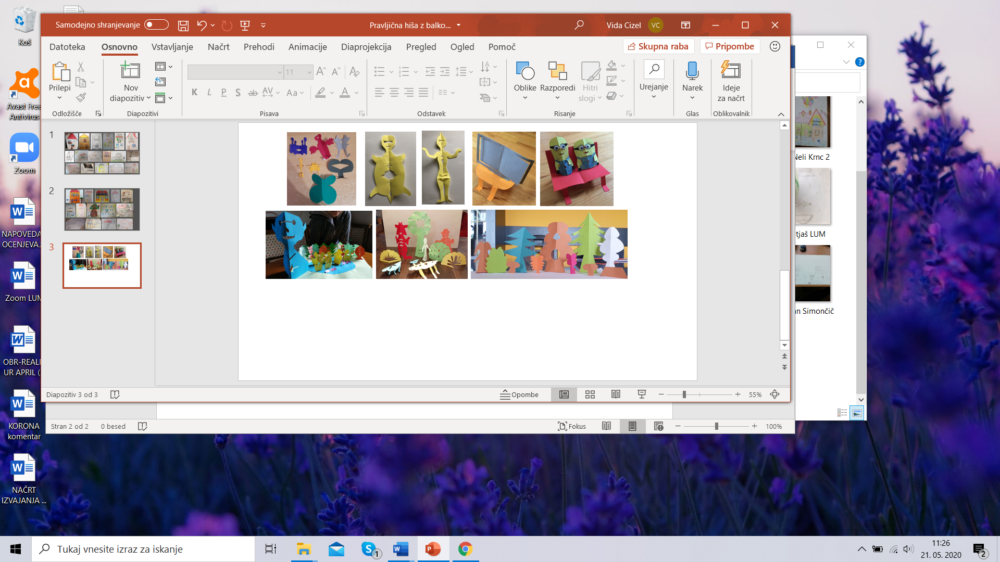 Koš
Avast Free
Antivirus
Zoom
NAPOVEDA
OCENJEVAJ
Zoom LUM
OBR-REALI
UR APRIL (
KORONA
komentar
NAČRT
IZVAJANJA ...
Samodejno shranjevanje
Pravljična hiša z balko...
Vida Cizel
VC
Datoteka
Osnovno
Vstavljanje
Načrt
Prehodi
Animacije
Diaprojekcija
Pregled
Ogled
Pomoč
Skupna raba
Pripombe
Prilepi
Nov
diapozitiv
11
K L P S ab AV Aa A
Oblike
Razporedi
Hitri
slogi
Urejanje
Narek
Ideje
za načrt
Odložišče
Diapozitivi
Pisava
Odstavek
Risanje
Glas
Oblikovalnik
1
2
3
Diapozitiv 3 od 3
Opombe
55%
Stran 2 od 2
0 besed
Fokus
100%
Neli Krnc 2
tjaš LUM
an Simončič
Tukaj vnesite izraz za iskanje
1
11:26
21. 05. 2020
2